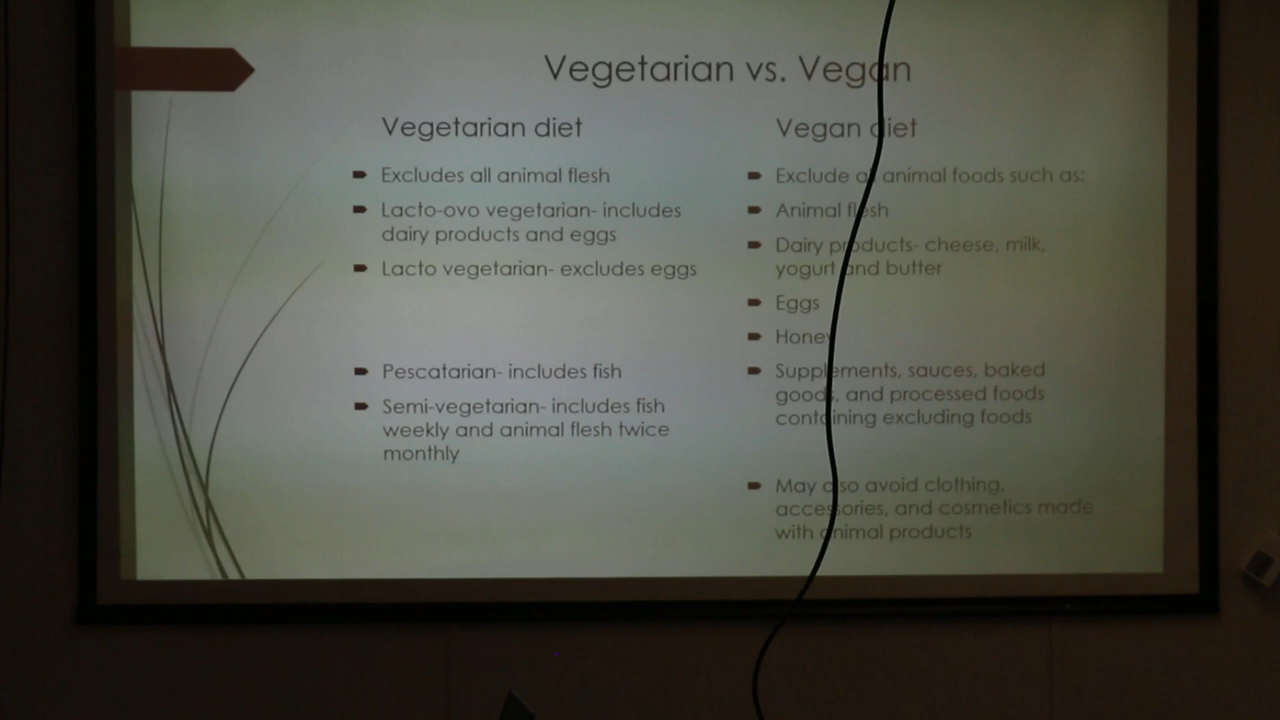 Vegetarian vs. Vegan
Vegetarian diet
Excludes all animal flesh
Lacto-ovo vegetarian- includes
dairy products and eggs
Lacto vegetarian- excludes eggs
Pescatarian- includes fish
Semi-vegetarian- includes fish
weekly and animal flesh twice
monthly
Vegan diet
Exclude all animal foods such as:
Animal flesh
Dairy products- cheese, milk,
yogurt and butter
Eggs
Honey
Supplements, sauces, baked
goods, and processed foods
containing excluding foods
May also avoid clothing,
accessories, and cosmetics made
with animal products